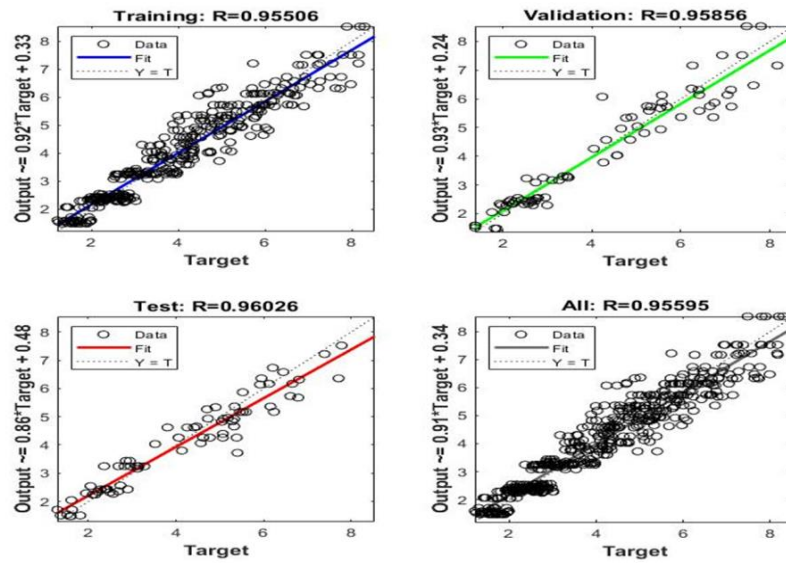 Training: R=0.95506
Output ~= 0.92*Target + 0.33
8
7
6
5
4
3
2
Data
Fit
Y = T
2 4 6 8
Target
Validation: R=0.95856
Output ~= 0.93*Target + 0.24
8
7
6
5
4
3
2
Data
Fit
Y = T
2 4 6 8
Target
Test: R=0.96026
Output ~= 0.86*Target + 0.48
8
7
6
5
4
3
2
Data
Fit
Y = T
2 4 6 8
Target
All: R=0.95595
Output ~= 0.91*Target + 0.34
8
7
6
5
4
3
2
Data
Fit
Y = T
2 4 6 8
Target